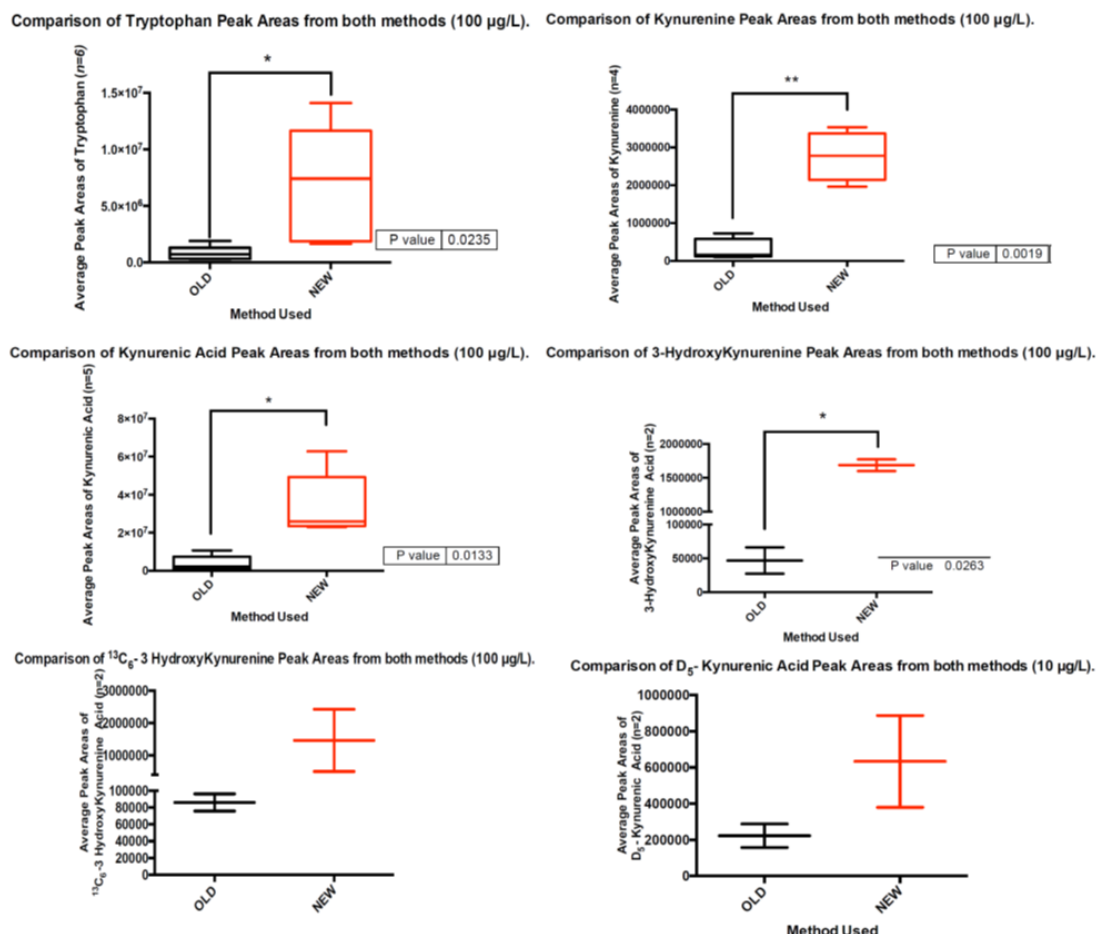 Comparison of Tryptophan Peak Areas from both methods (100 µg/L).
Average Peak Areas of Tryptophan (n=6)
*
1.5×10⁷
1.0×10⁷
5.0×10⁶
0.0
P value 0.0235
OLD
NEW
Method Used
Comparison of Kynurenine Peak Areas from both methods (100 µg/L).
Average Peak Areas of Kynurenine (n=4)
**
4000000
3000000
2000000
1000000
0
P value 0.0019
OLD
NEW
Method Used
Comparison of Kynurenic Acid Peak Areas from both methods (100 µg/L).
Average Peak Areas of Kynurenic Acid (n=5)
*
8×10⁷
6×10⁷
4×10⁷
2×10⁷
0
P value 0.0133
OLD
NEW
Method Used
Comparison of 3-HydroxyKynurenine Peak Areas from both methods (100 µg/L).
Average Peak Areas of
3-HydroxyKynurenine Acid (n=2)
*
2000000
1500000
1000000
100000
50000
0
P value 0.0263
OLD
NEW
Method Used
Comparison of ¹³C₆- 3 HydroxyKynurenine Peak Areas from both methods (100 µg/L).
Average Peak Areas of
¹³C₆-3 HydroxyKynurenine Acid (n=2)
3000000
2000000
1000000
100000
80000
60000
40000
20000
0
OLD
NEW
Comparison of D₅- Kynurenic Acid Peak Areas from both methods (10 µg/L).
Average Peak Areas of
D₅- Kynurenic Acid (n=2)
1000000
800000
600000
400000
200000
0
OLD
NEW
Method Used